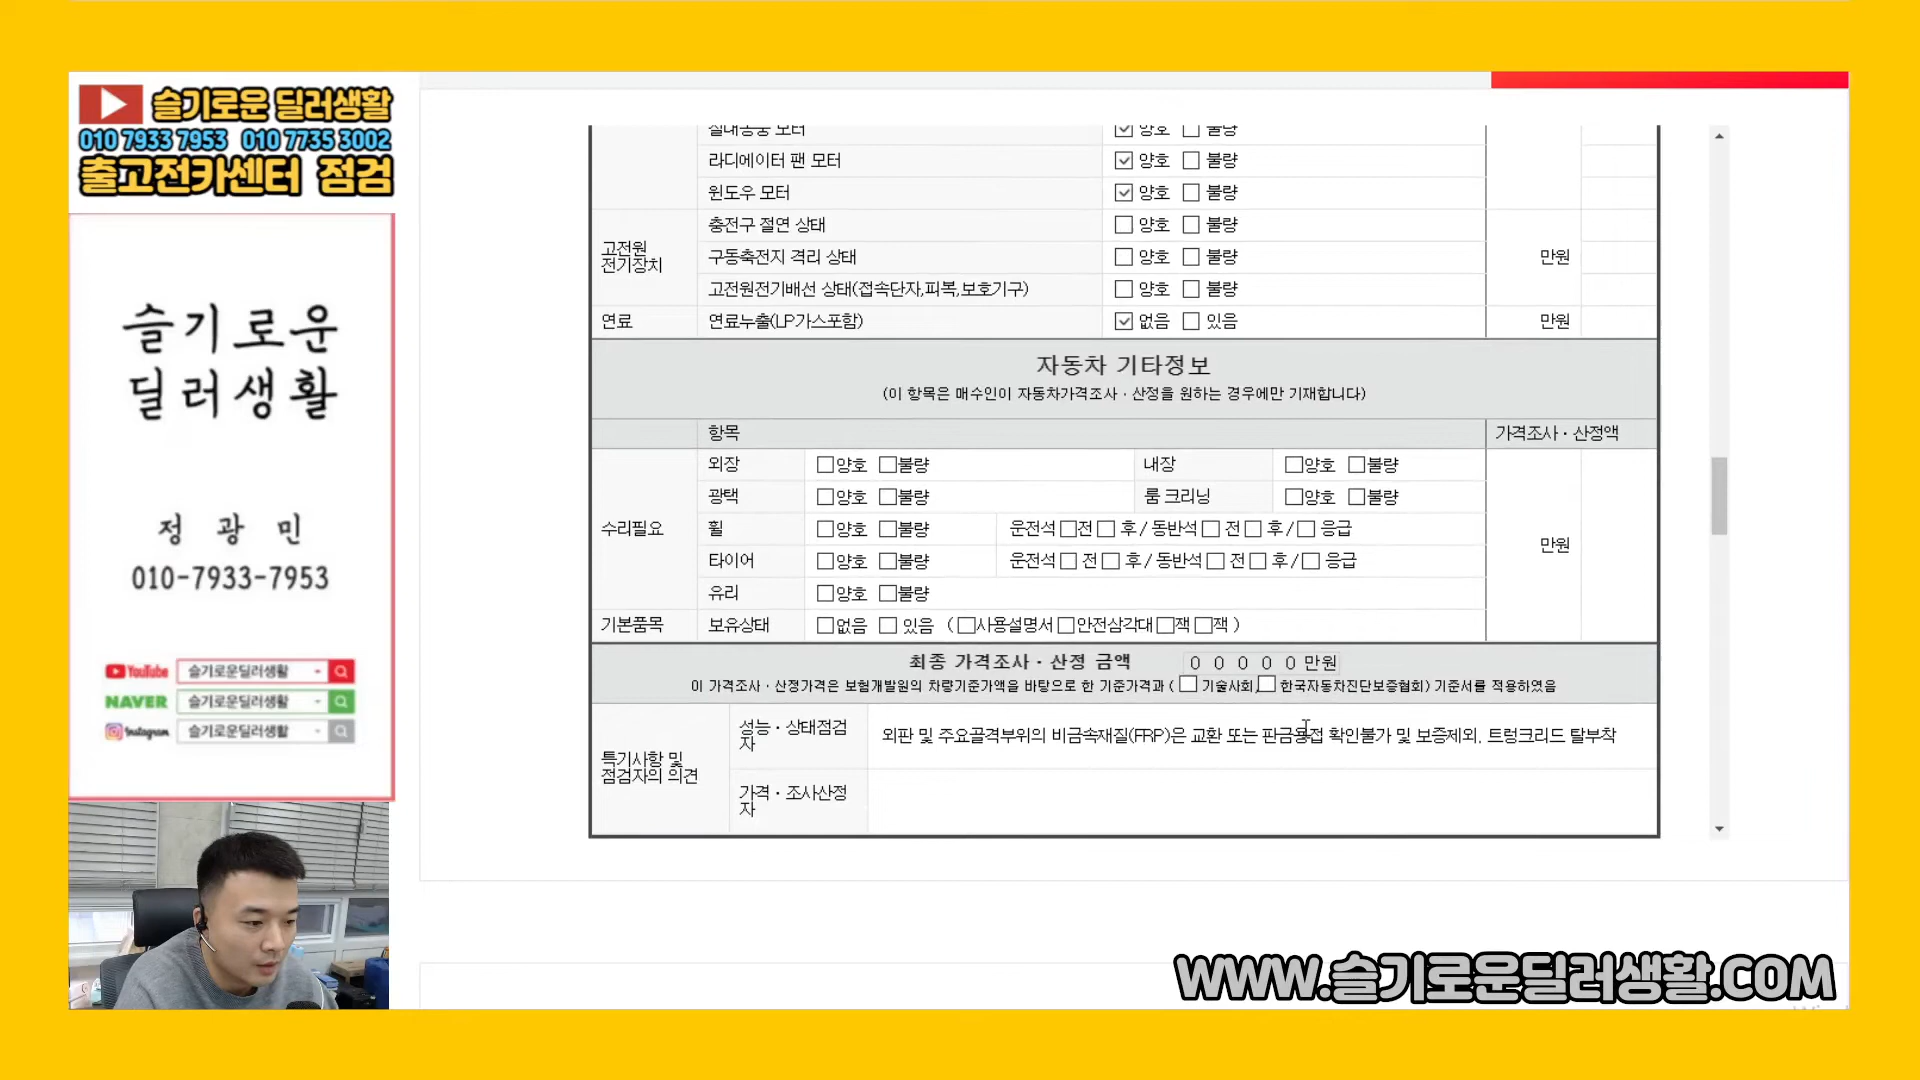 슬기로운 딜러생활
010 7933 7953 010 7735 3002
출고전카센터 점검
슬기로운
딜러생활
정 광 민
010-7933-7953
YouTube 슬기로운딜러생활
NAVER 슬기로운딜러생활
Instagram 슬기로운딜러생활
실내송풍 모터 양호 불량
라디에이터 팬 모터 양호 불량
윈도우 모터 양호 불량
고전원 전기장치 충전구 절연 상태 양호 불량
구동축전지 격리 상태 양호 불량 만원
고전원전기배선 상태(접속단자,피복,보호기구) 양호 불량
연료 연료누출(LP가스포함) 없음 있음 만원
자동차 기타정보
(이 항목은 매수인이 자동차가격조사ㆍ산정을 원하는 경우에만 기재합니다)
항목 가격조사ㆍ산정액
수리필요 외장 양호 불량 내장 양호 불량 만원
광택 양호 불량 룸 크리닝 양호 불량
휠 양호 불량 운전석 전 후 / 동반석 전 후 / 응급
타이어 양호 불량 운전석 전 후 / 동반석 전 후 / 응급
유리 양호 불량
기본품목 보유상태 없음 있음 ( 사용설명서 안전삼각대 잭 잭 )
최종 가격조사ㆍ산정 금액 0 0 0 0 0 만원
이 가격조사ㆍ산정가격은 보험개발원의 차량기준가액을 바탕으로 한 기준가격과 ( 기술사회, 한국자동차진단보증협회) 기준서를 적용하였음
특기사항 및 점검자의 의견
성능ㆍ상태점검자 외판 및 주요골격부위의 비금속재질(FRP)은 교환 또는 판금용접 확인불가 및 보증제외, 트렁크리드 탈부착
가격ㆍ조사산정자
WWW.슬기로운딜러생활.COM